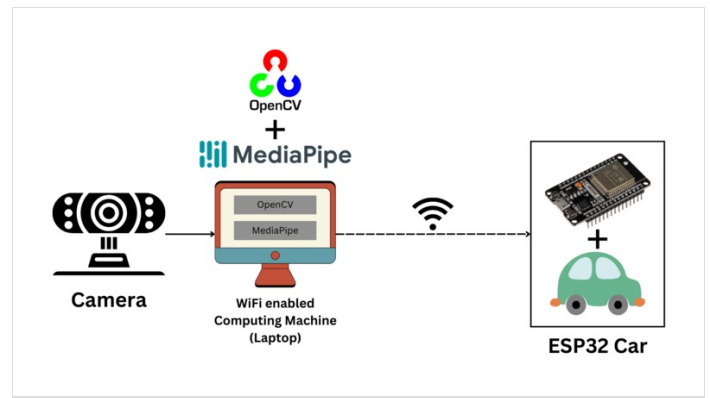 OpenCV
+
MediaPipe
OpenCV
MediaPipe
Camera
WiFi enabled
Computing Machine
(Laptop)
+
ESP32 Car